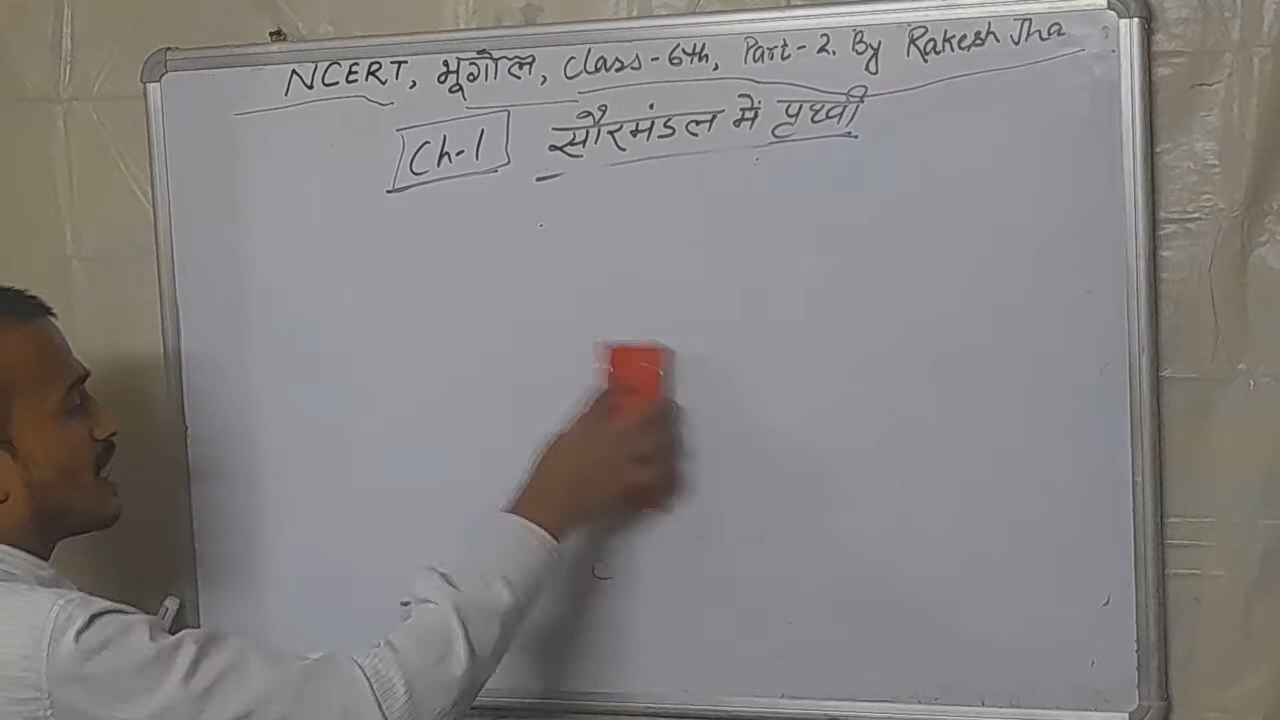 NCERT, भूगोल, Class-6th, Part-2. By Rakesh Jha
Ch-1 सौरमंडल में पृथ्वी